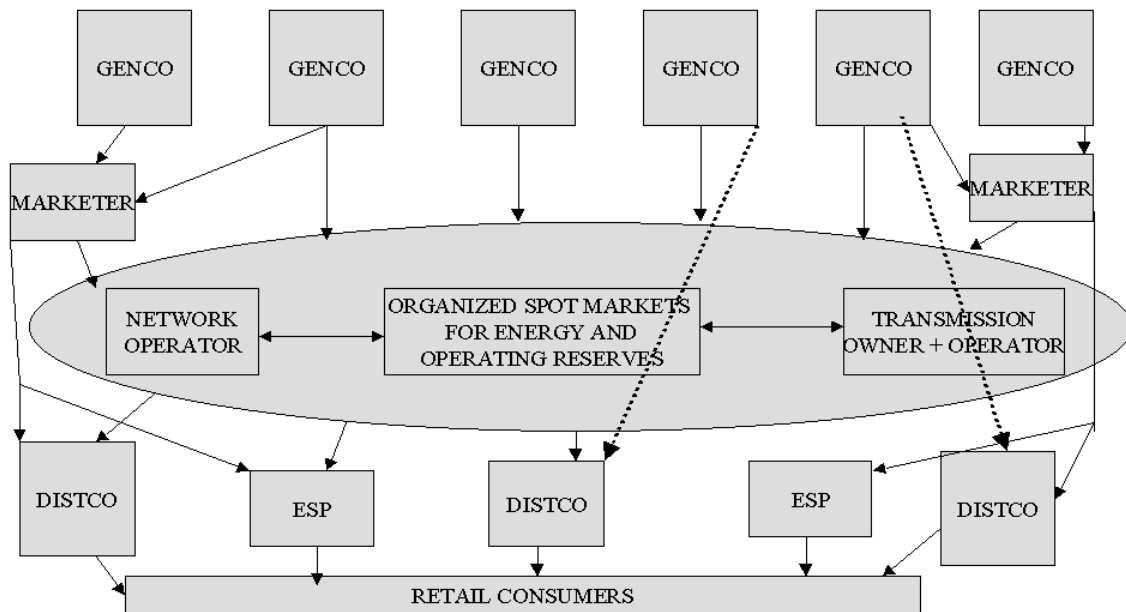 GENCO
GENCO
GENCO
GENCO
GENCO
GENCO
MARKETER
MARKETER
NETWORK
OPERATOR
ORGANIZED SPOT MARKETS
FOR ENERGY AND
OPERATING RESERVES
TRANSMISSION
OWNER + OPERATOR
DISTCO
ESP
DISTCO
ESP
DISTCO
RETAIL CONSUMERS